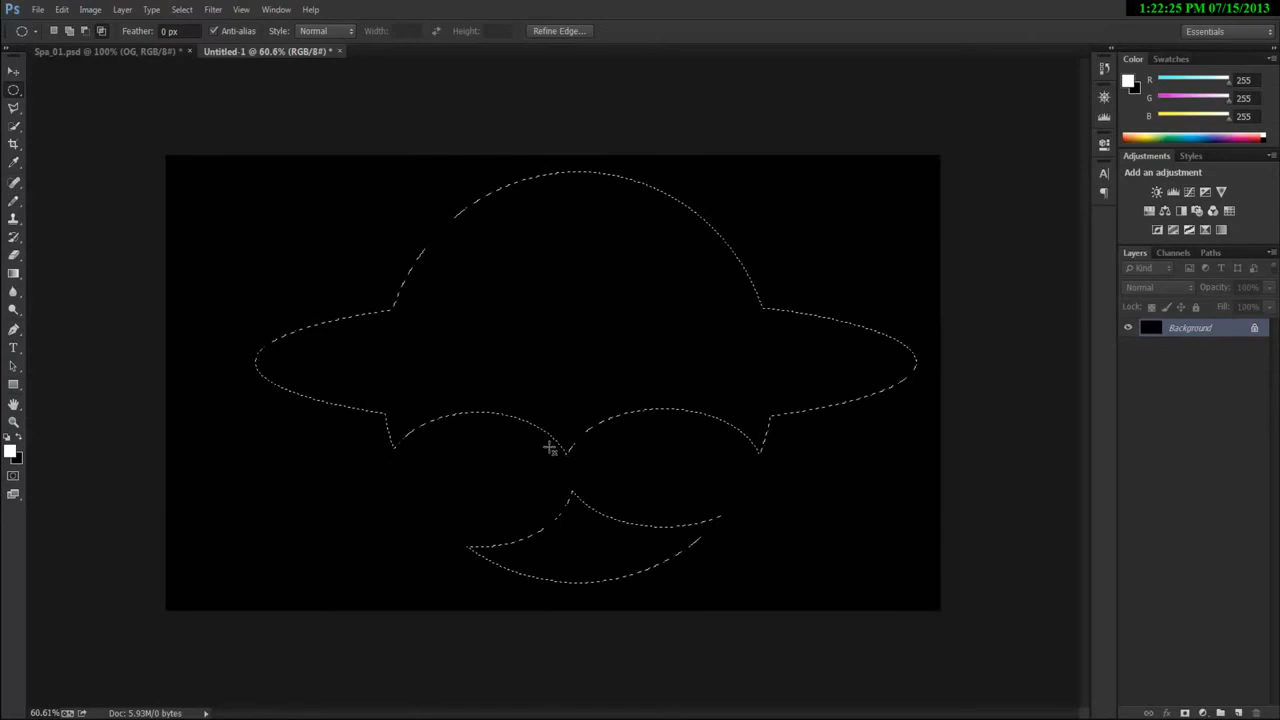 Ps File Edit Image Layer Type Select Filter View Window Help
1:22:25 PM 07/15/2013
Feather: 0 px Anti-alias Style: Normal Width: Height: Refine Edge... Essentials
Spa_01.psd @ 100% (OG, RGB/8#) * × Untitled-1 @ 60.6% (RGB/8#) * ×
Color Swatches
R 255
G 255
B 255
Adjustments Styles
Add an adjustment
Layers Channels Paths
Kind
Normal Opacity: 100%
Lock: Fill: 100%
Background
60.61% Doc: 5.93M/0 bytes